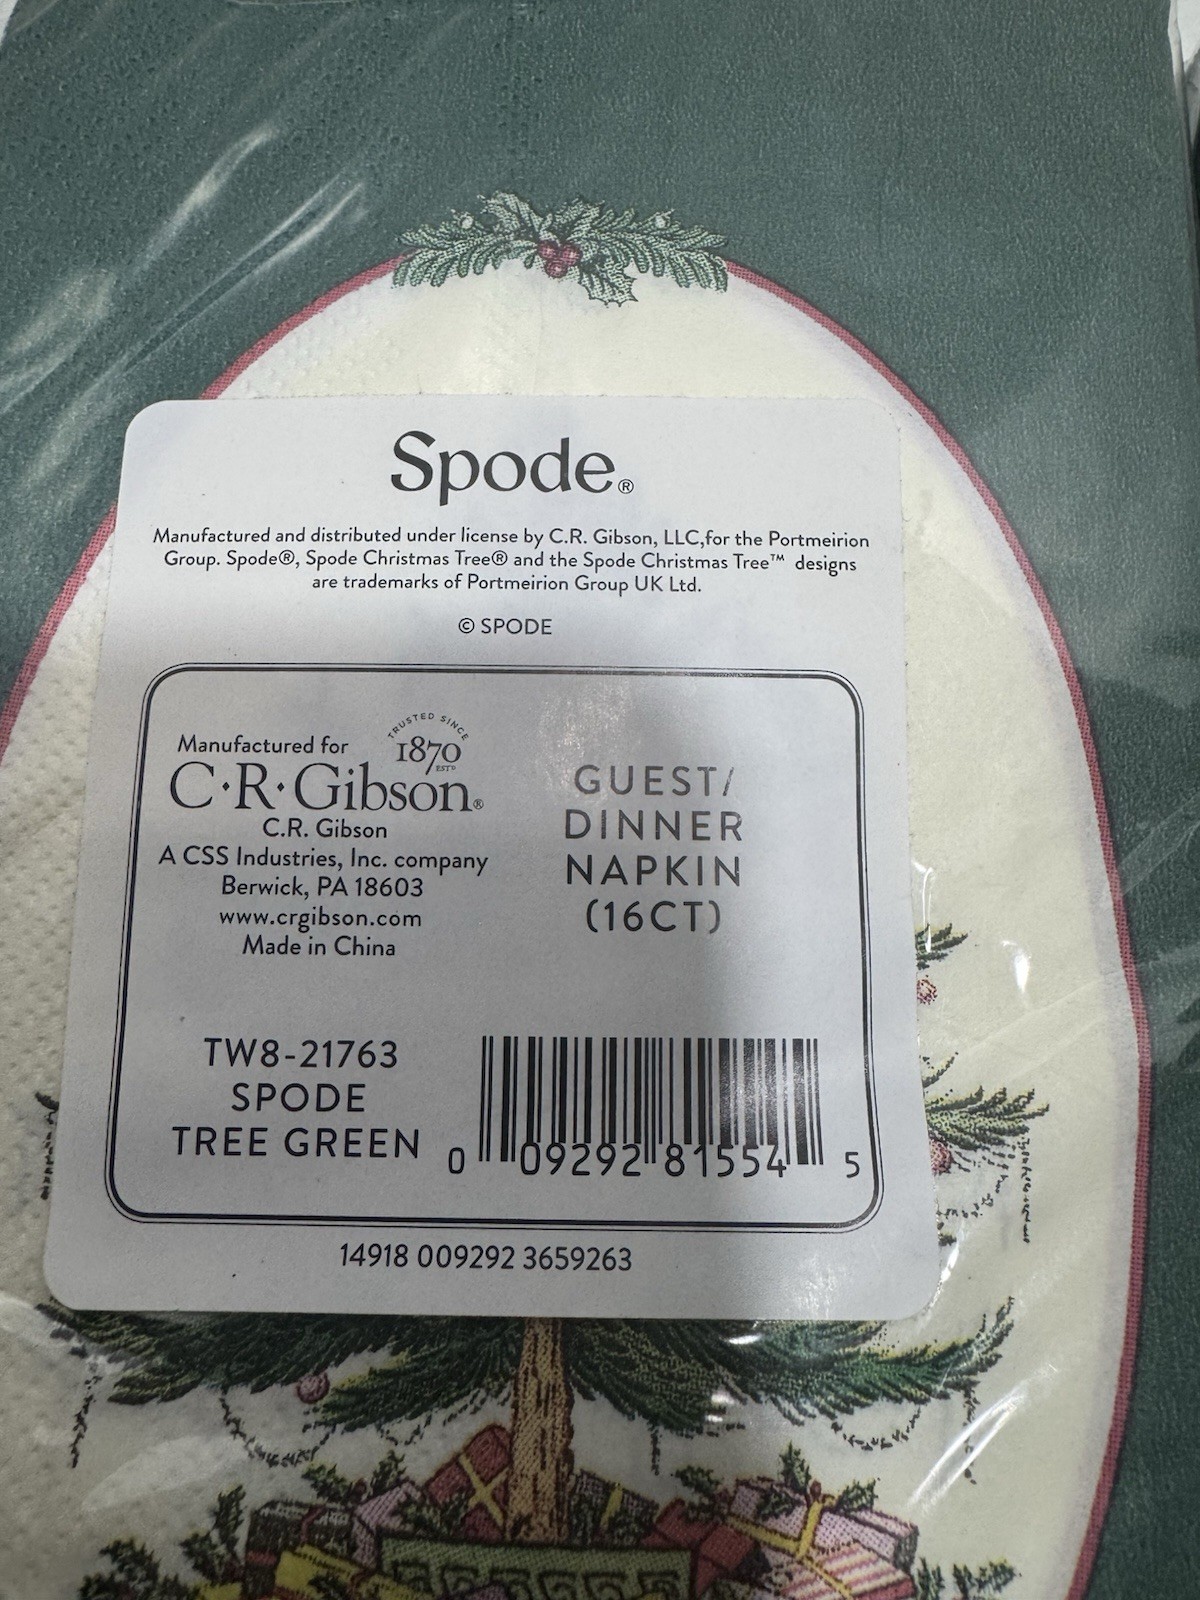 Spode®
Manufactured and distributed under license by C.R. Gibson, LLC,for the Portmeirion
Group. Spode®, Spode Christmas Tree® and the Spode Christmas Tree™ designs
are trademarks of Portmeirion Group UK Ltd.
© SPODE
TRUSTED SINCE
1870
ESTD
Manufactured for
C·R·Gibson®
C.R. Gibson
A CSS Industries, Inc. company
Berwick, PA 18603
www.crgibson.com
Made in China
GUEST/
DINNER
NAPKIN
(16CT)
TW8-21763
SPODE
TREE GREEN
0 09292 81554 5
14918 009292 3659263